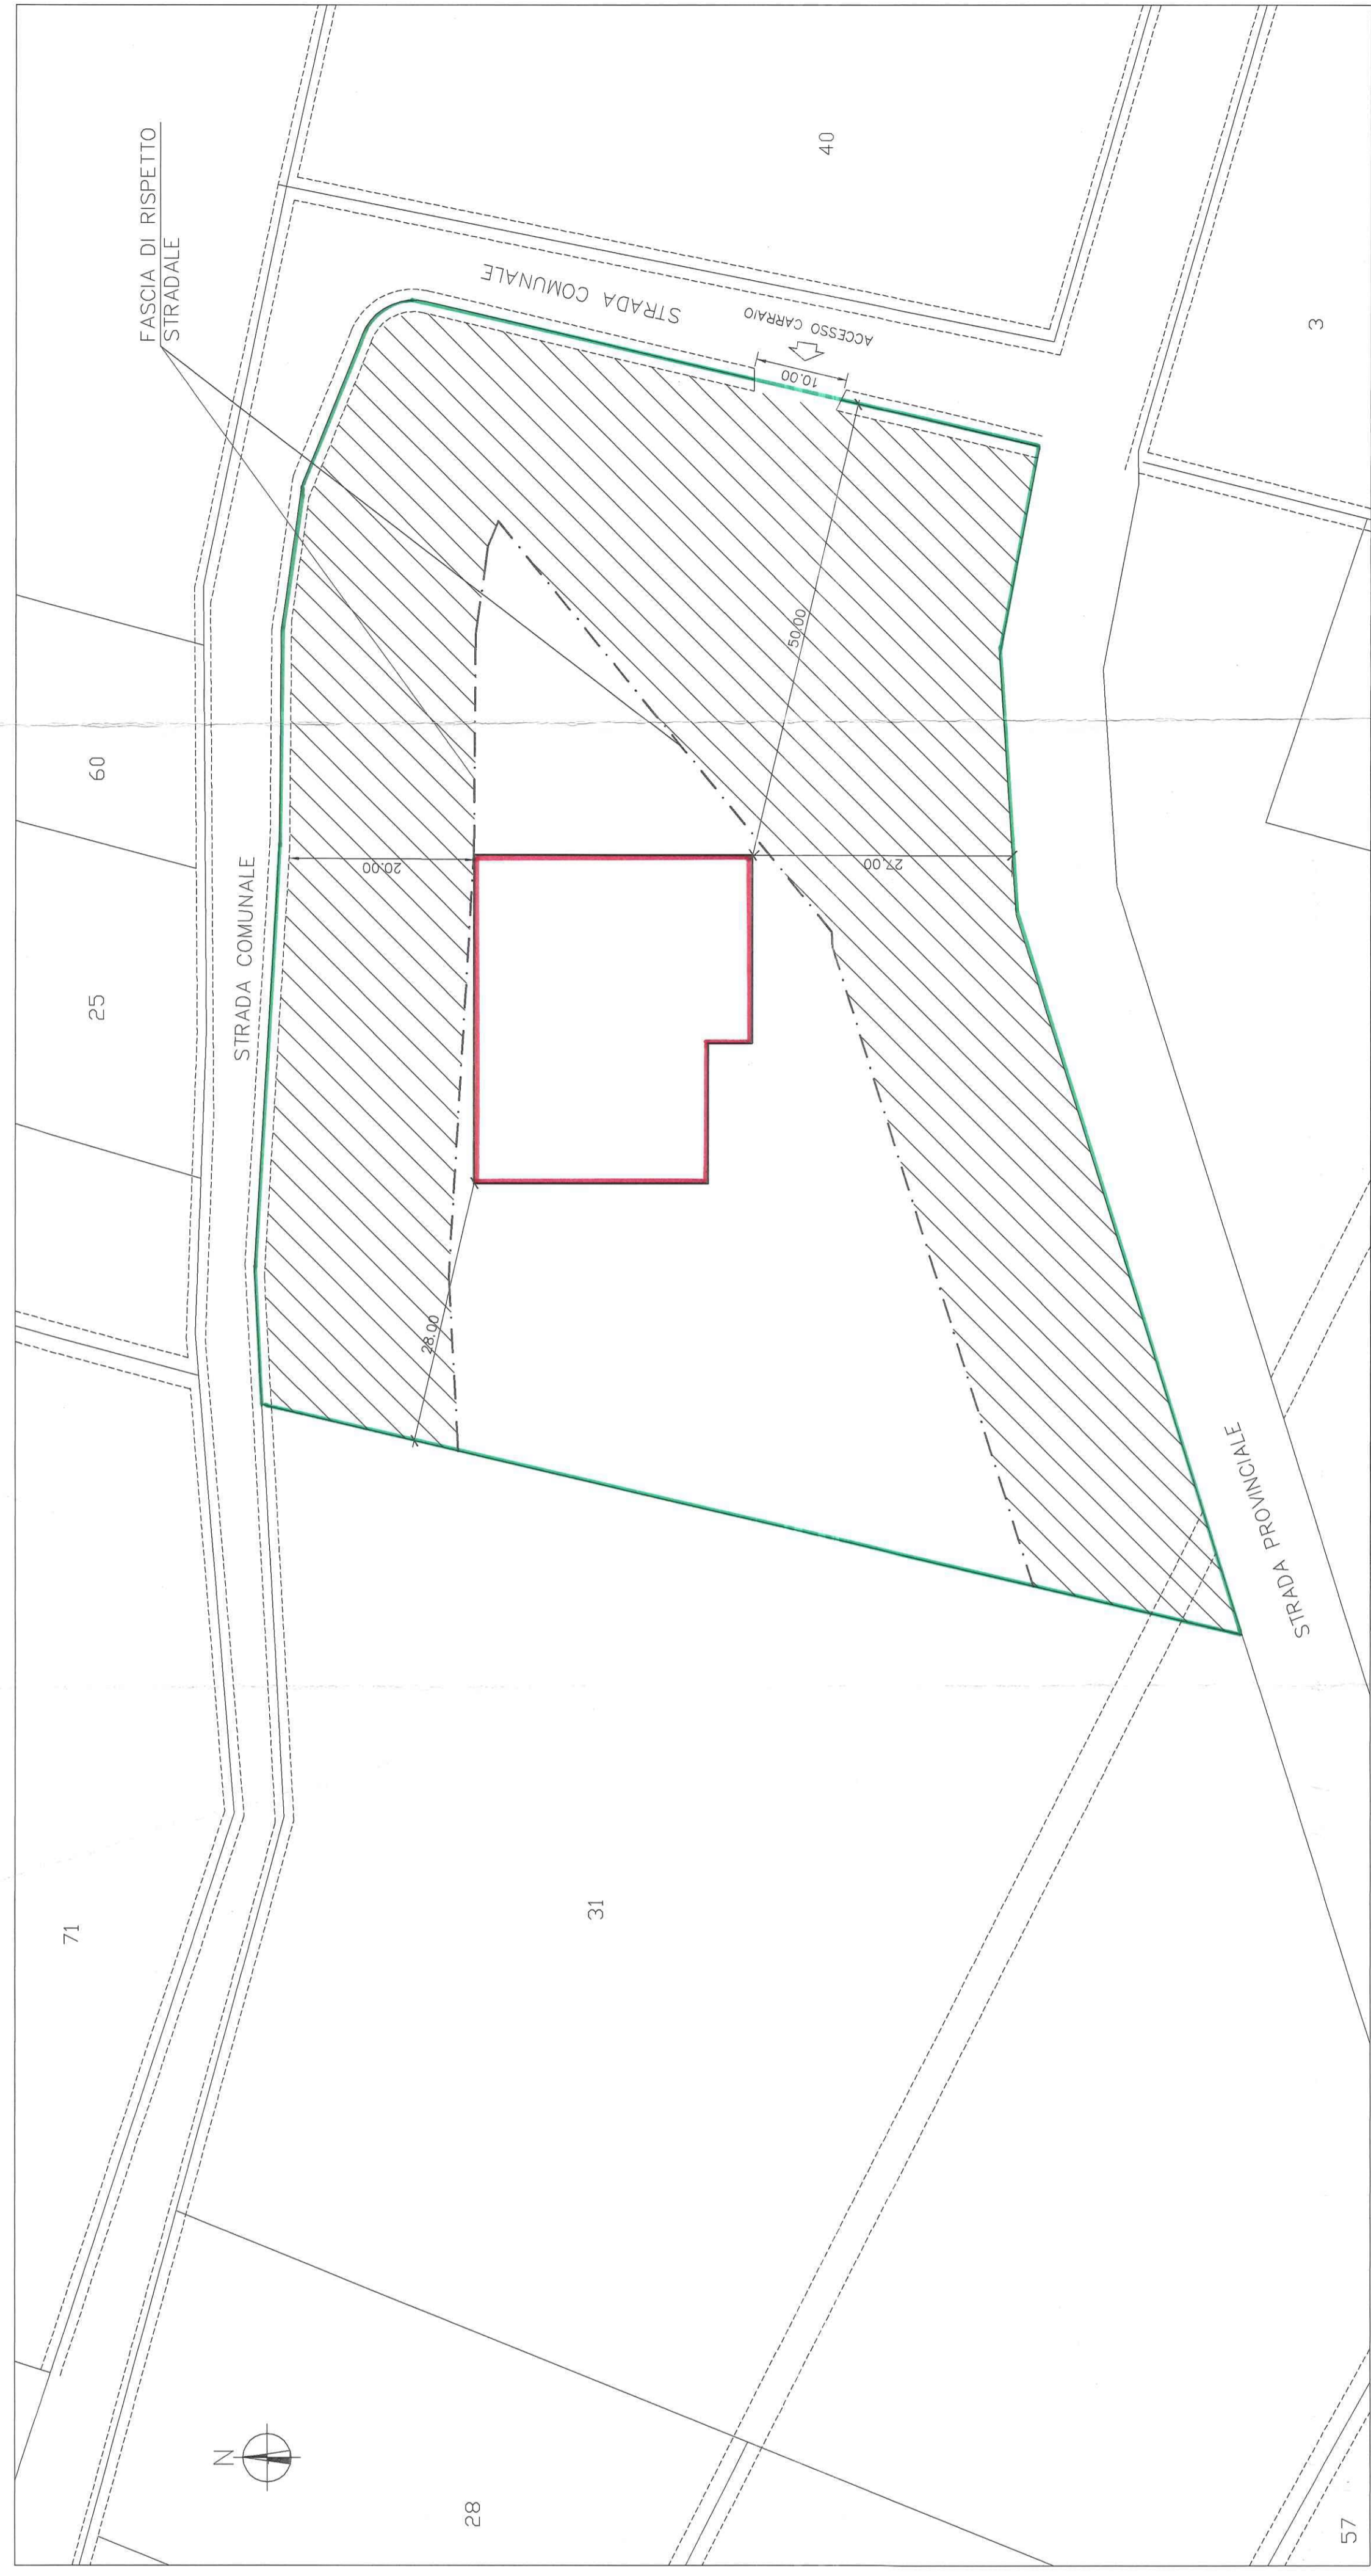 FASCIA DI RISPETTO
STRADALE
40
3
STRADA COMUNALE
ACCESSO CARRAIO
10.00
50.00
60
25
STRADA COMUNALE
20.00
27.00
28.00
STRADA PROVINCIALE
71
31
N
28
57